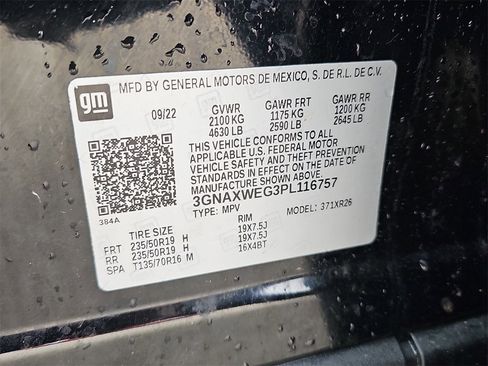 gm
MFD BY GENERAL MOTORS DE MEXICO, S. DE R.L. DE C.V.
09/22 GVWR GAWR FRT GAWR RR
2100 KG 1175 KG 1200 KG
4630 LB 2590 LB 2645 LB
THIS VEHICLE CONFORMS TO ALL
APPLICABLE U.S. FEDERAL MOTOR
VEHICLE SAFETY AND THEFT PREVENTION
STANDARDS IN EFFECT ON THE DATE
OF MANUFACTURE SHOWN ABOVE.
3GNAXWEG3PL116757
TYPE: MPV MODEL: 371XR26
384A
TIRE SIZE RIM
FRT 235/50R19 H 19X7.5J
RR 235/50R19 H 19X7.5J
SPA T135/70R16 M 16X4BT